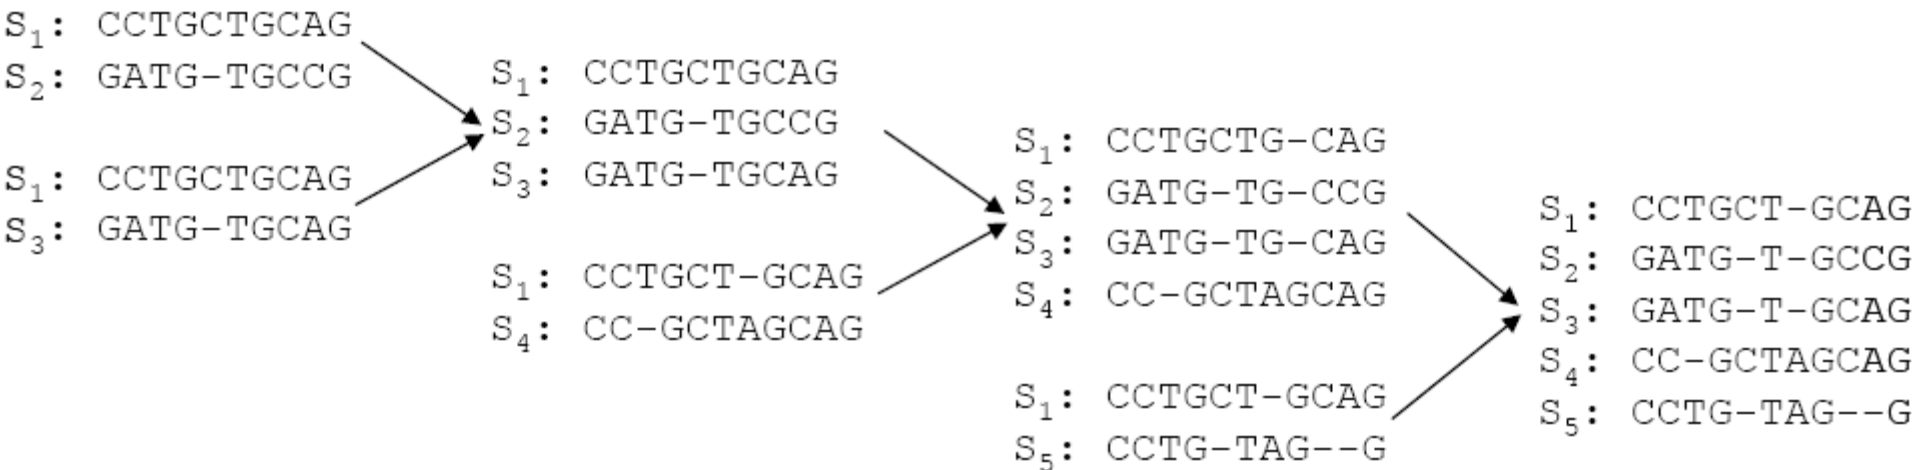 S1: CCTGCTGCAG
S2: GATG-TGCCG
S1: CCTGCTGCAG
S3: GATG-TGCAG
S1: CCTGCTGCAG
S2: GATG-TGCCG
S3: GATG-TGCAG
S1: CCTGCT-GCAG
S4: CC-GCTAGCAG
S1: CCTGCTG-CAG
S2: GATG-TG-CCG
S3: GATG-TG-CAG
S4: CC-GCTAGCAG
S1: CCTGCT-GCAG
S5: CCTG-TAG--G
S1: CCTGCT-GCAG
S2: GATG-T-GCCG
S3: GATG-T-GCAG
S4: CC-GCTAGCAG
S5: CCTG-TAG--G